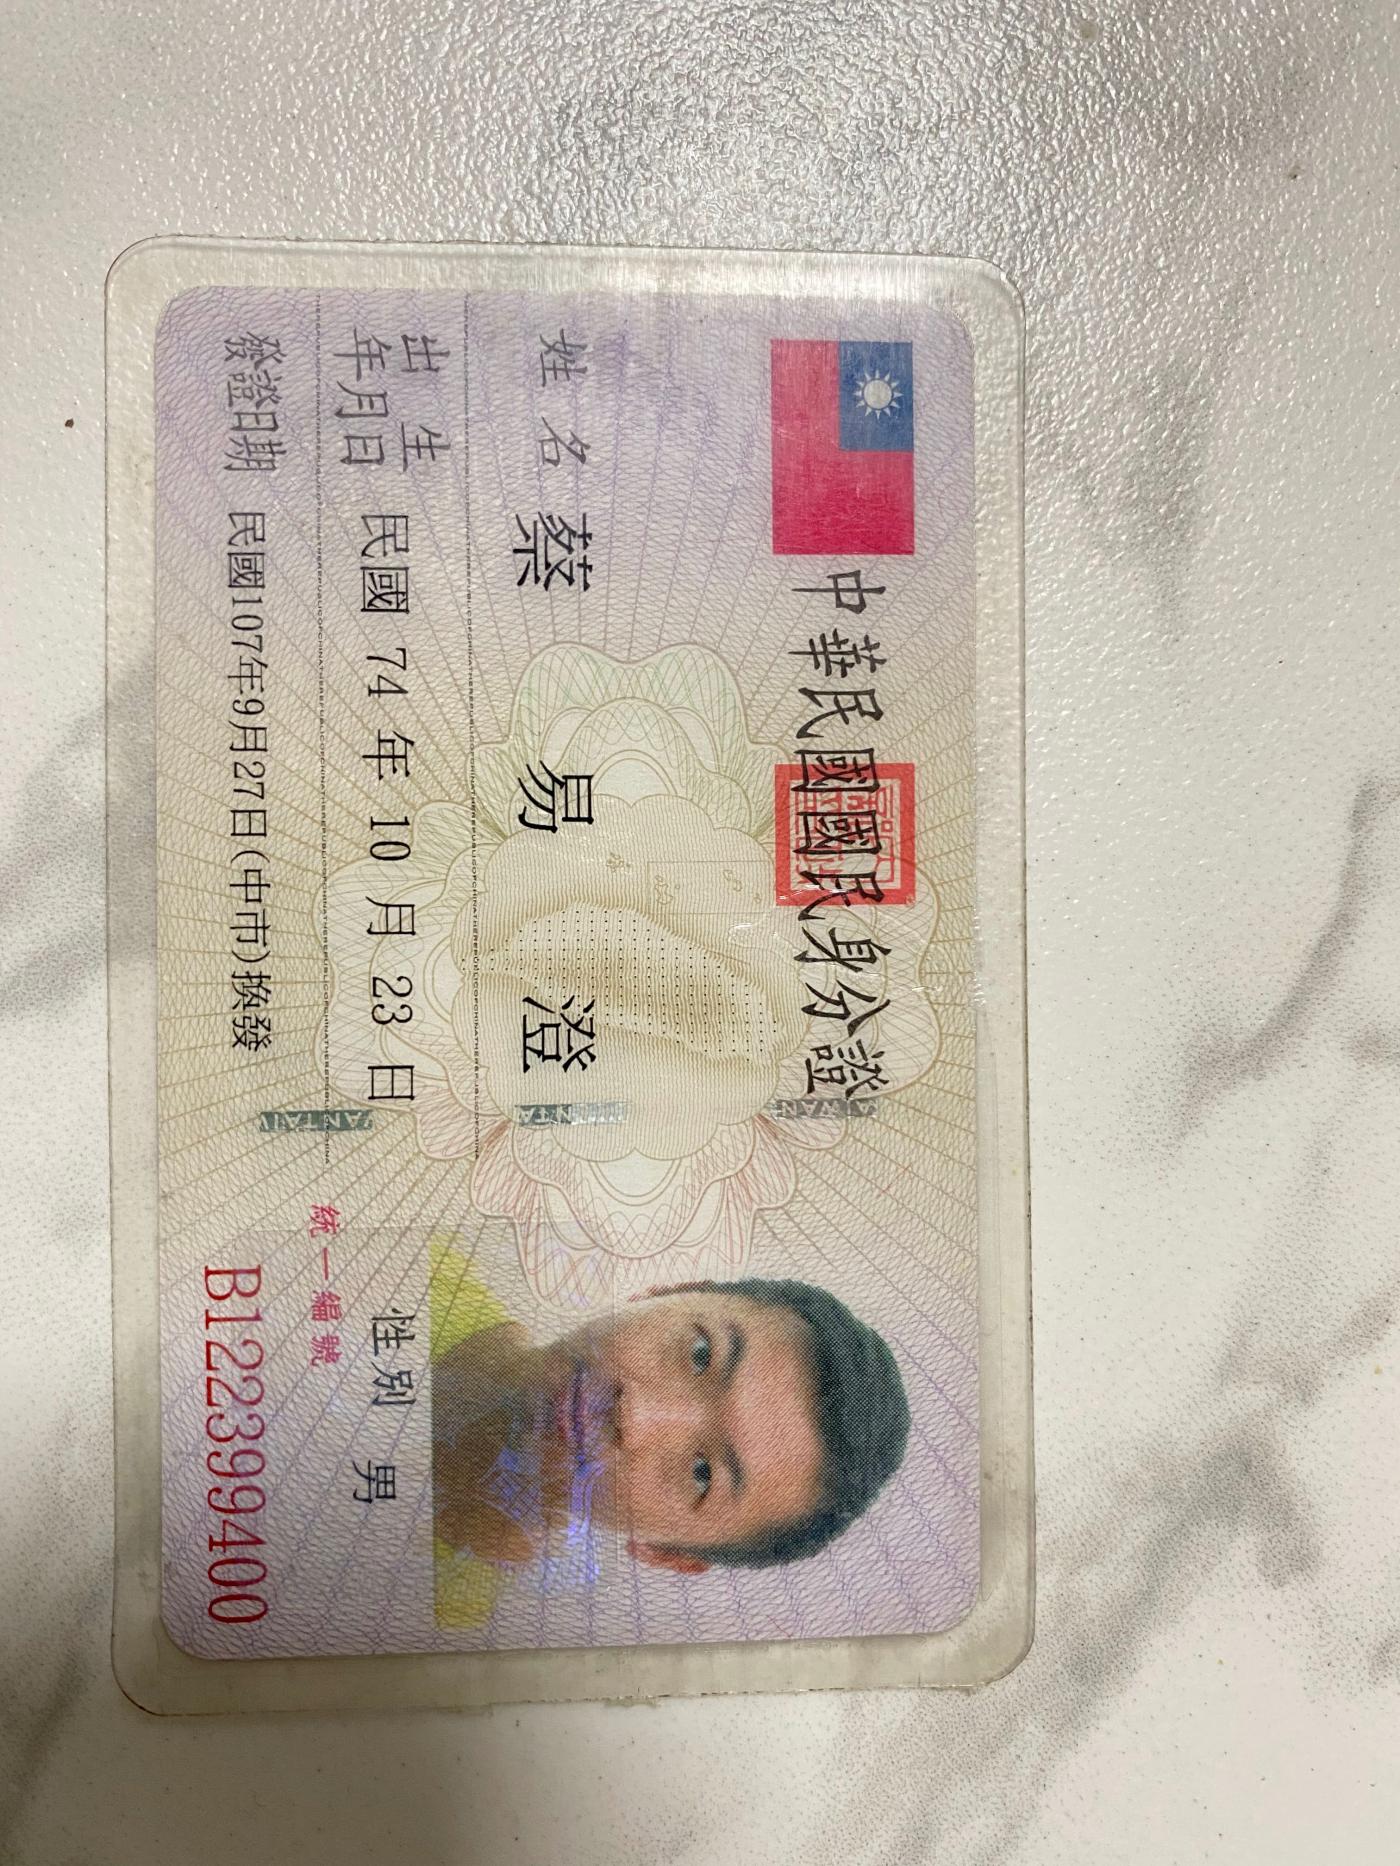 中華民國國民身分證
姓名 蔡易澄
出生年月日 民國 74 年 10 月 23 日
性別 男
發證日期 民國107年9月27日(中市)換發
統一編號
B122399400